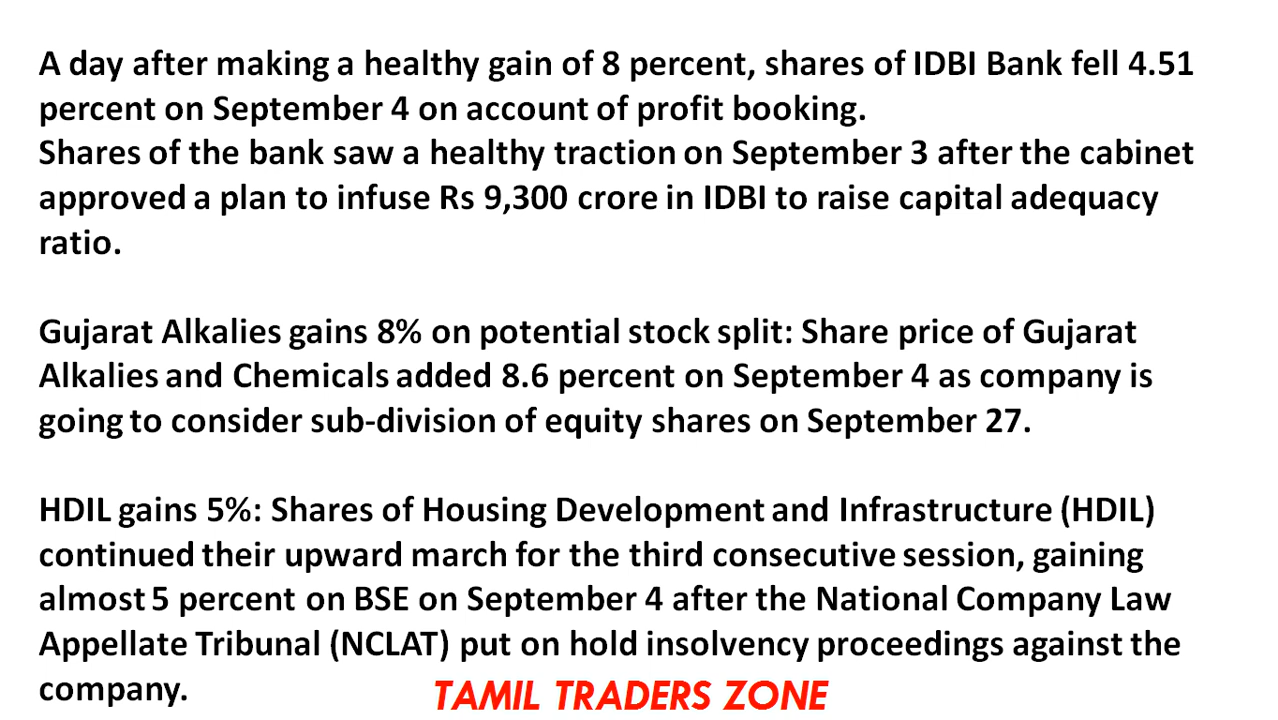 A day after making a healthy gain of 8 percent, shares of IDBI Bank fell 4.51
percent on September 4 on account of profit booking.
Shares of the bank saw a healthy traction on September 3 after the cabinet
approved a plan to infuse Rs 9,300 crore in IDBI to raise capital adequacy
ratio.
Gujarat Alkalies gains 8% on potential stock split: Share price of Gujarat
Alkalies and Chemicals added 8.6 percent on September 4 as company is
going to consider sub-division of equity shares on September 27.
HDIL gains 5%: Shares of Housing Development and Infrastructure (HDIL)
continued their upward march for the third consecutive session, gaining
almost 5 percent on BSE on September 4 after the National Company Law
Appellate Tribunal (NCLAT) put on hold insolvency proceedings against the
company.
TAMIL TRADERS ZONE